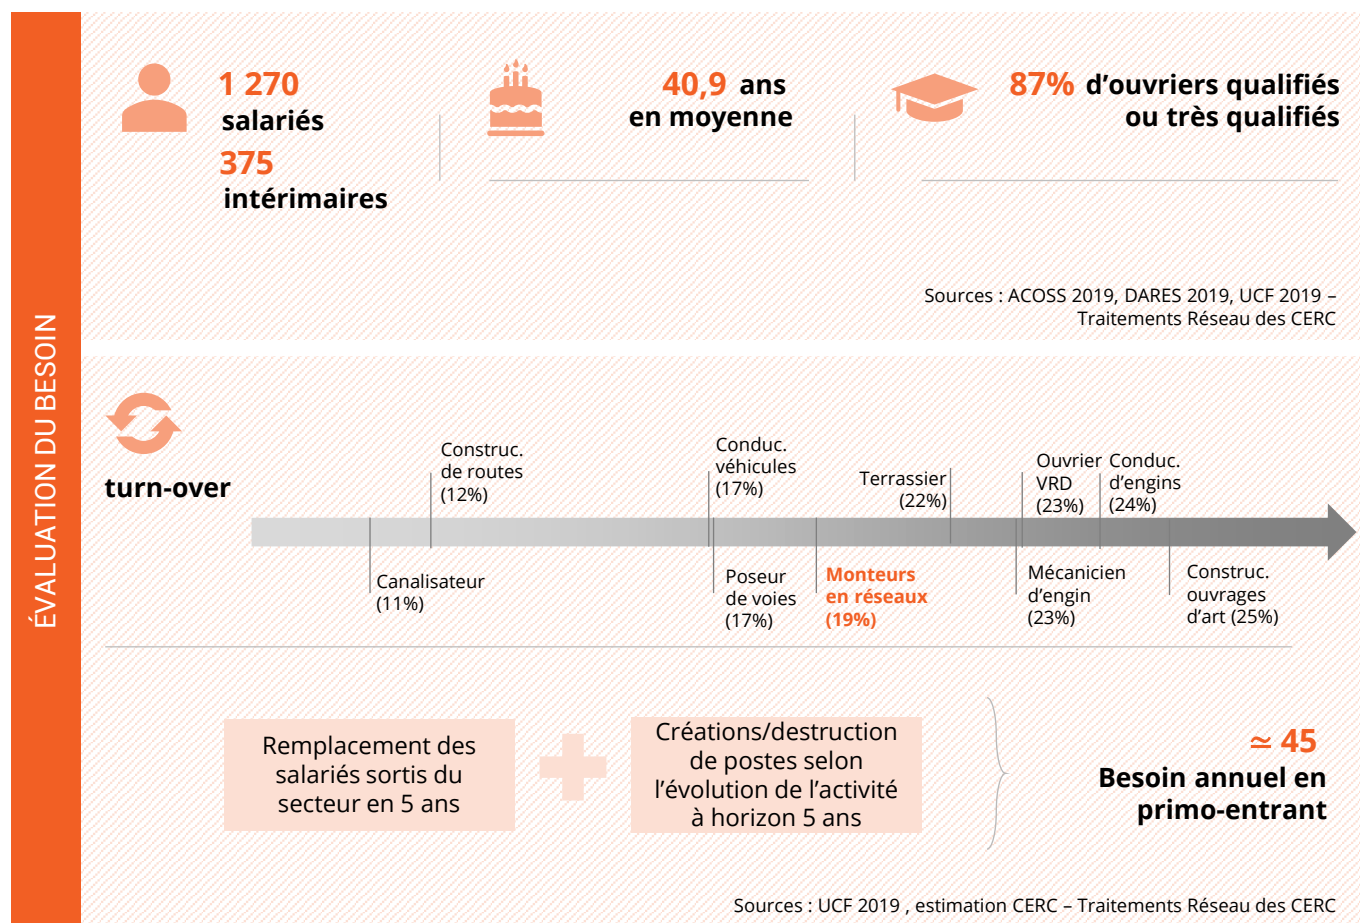 ÉVALUATION DU BESOIN
1 270
salariés
375
intérimaires
40,9 ans
en moyenne
87% d’ouvriers qualifiés
ou très qualifiés
Sources : ACOSS 2019, DARES 2019, UCF 2019 –
Traitements Réseau des CERC
turn-over
Construc.
de routes
(12%)
Conduc.
véhicules
(17%)
Terrassier
(22%)
Ouvrier
VRD
(23%)
Conduc.
d’engins
(24%)
Canalisateur
(11%)
Poseur
de voies
(17%)
Monteurs
en réseaux
(19%)
Mécanicien
d’engin
(23%)
Construc.
ouvrages
d’art (25%)
Remplacement des
salariés sortis du
secteur en 5 ans
Créations/destruction
de postes selon
l’évolution de l’activité
à horizon 5 ans
≃ 45
Besoin annuel en
primo-entrant
Sources : UCF 2019 , estimation CERC – Traitements Réseau des CERC